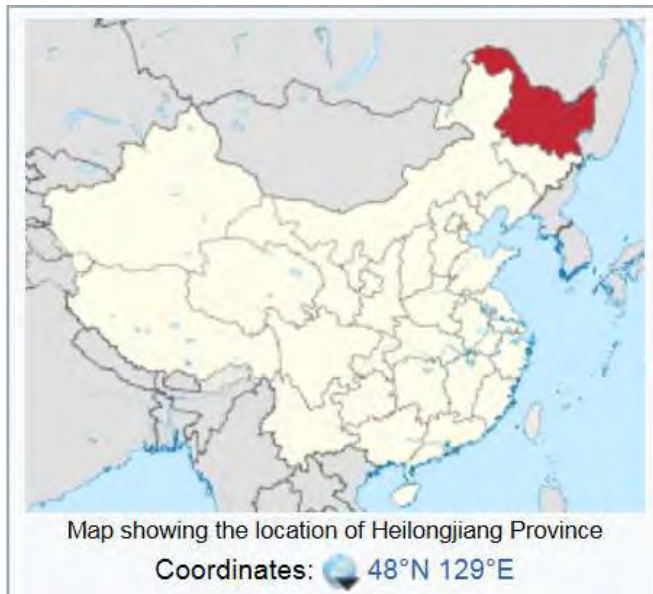 Map showing the location of Heilongjiang Province
Coordinates: 48°N 129°E